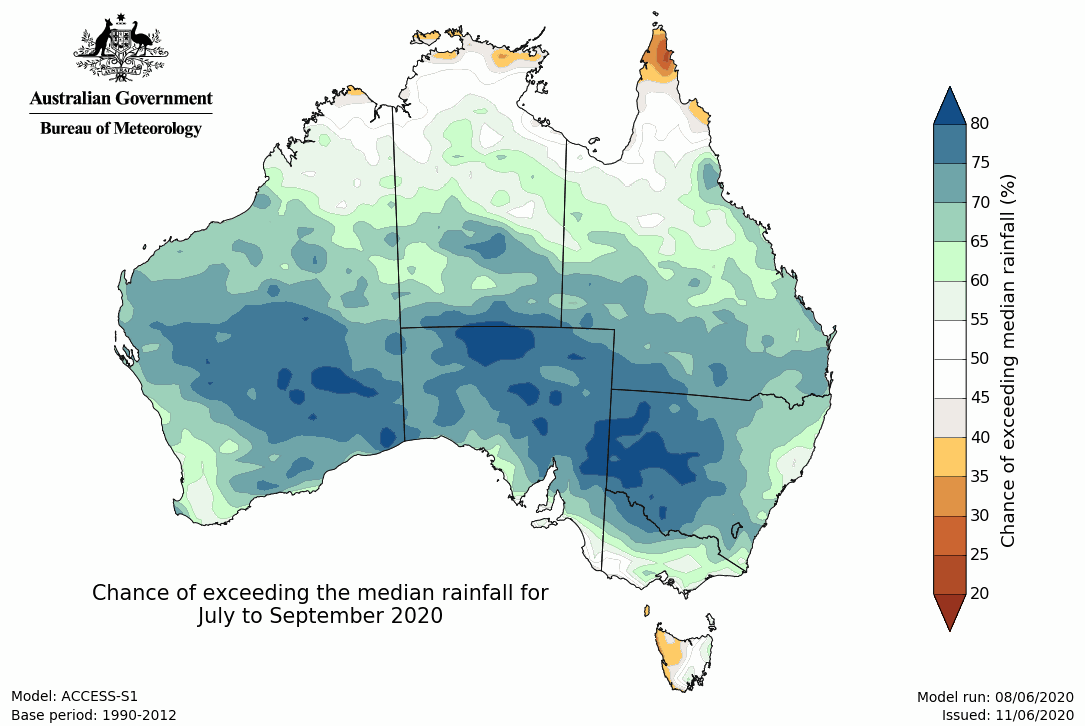 AUSTRALIA
Australian Government
Bureau of Meteorology
80
75
70
65
60
55
50
45
40
35
30
25
20
Chance of exceeding median rainfall (%)
Chance of exceeding the median rainfall for
July to September 2020
Model: ACCESS-S1
Base period: 1990-2012
Model run: 08/06/2020
Issued: 11/06/2020